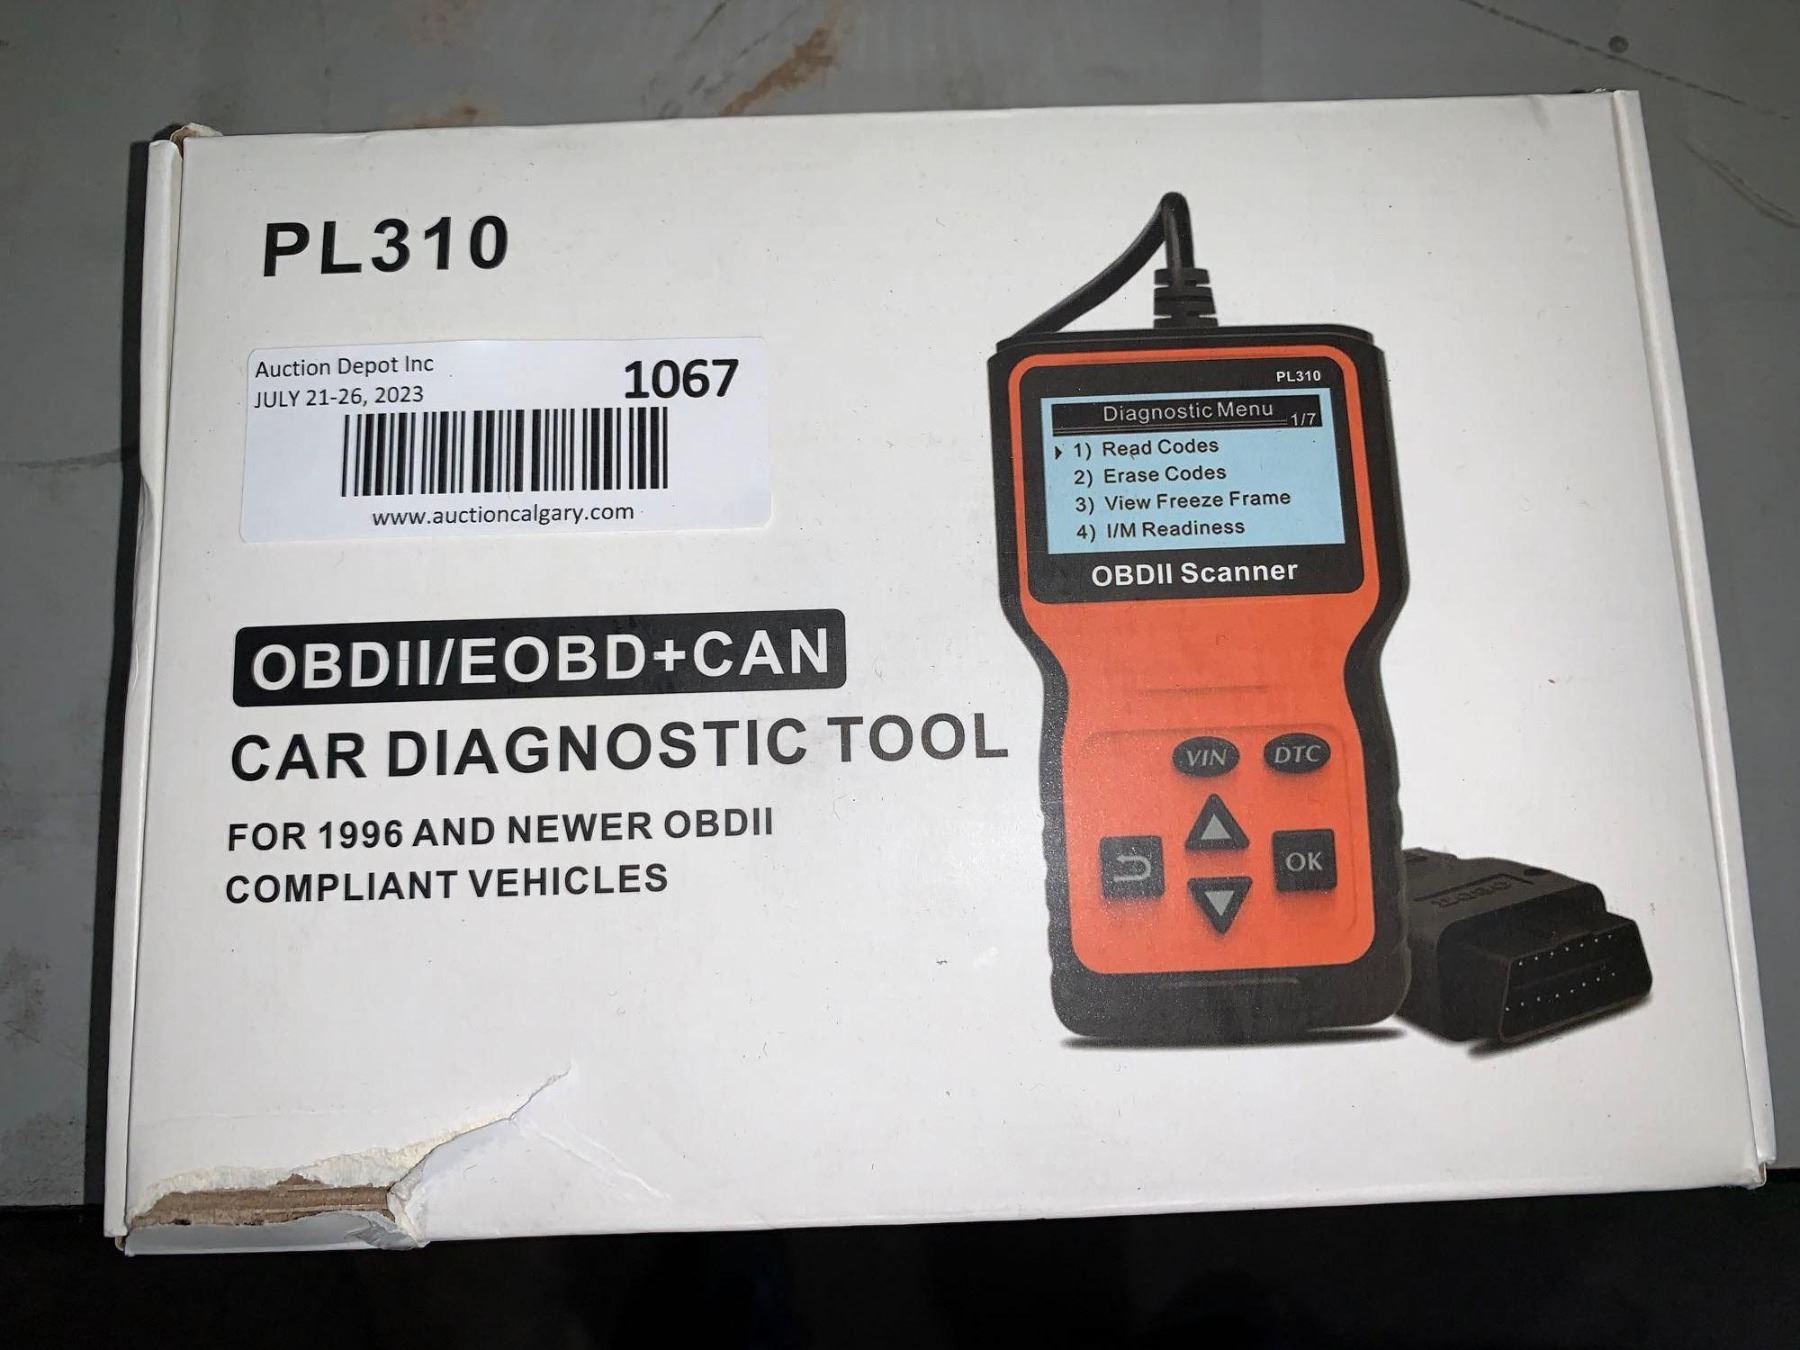 PL310
Auction Depot Inc
1067
JULY 21-26, 2023
www.auctioncalgary.com
OBDII/EOBD+CAN
CAR DIAGNOSTIC TOOL
FOR 1996 AND NEWER OBDII
COMPLIANT VEHICLES
PL310
Diagnostic Menu
1/7
1) Read Codes
2) Erase Codes
3) View Freeze Frame
4) I/M Readiness
OBDII Scanner
VIN
DTC
OK